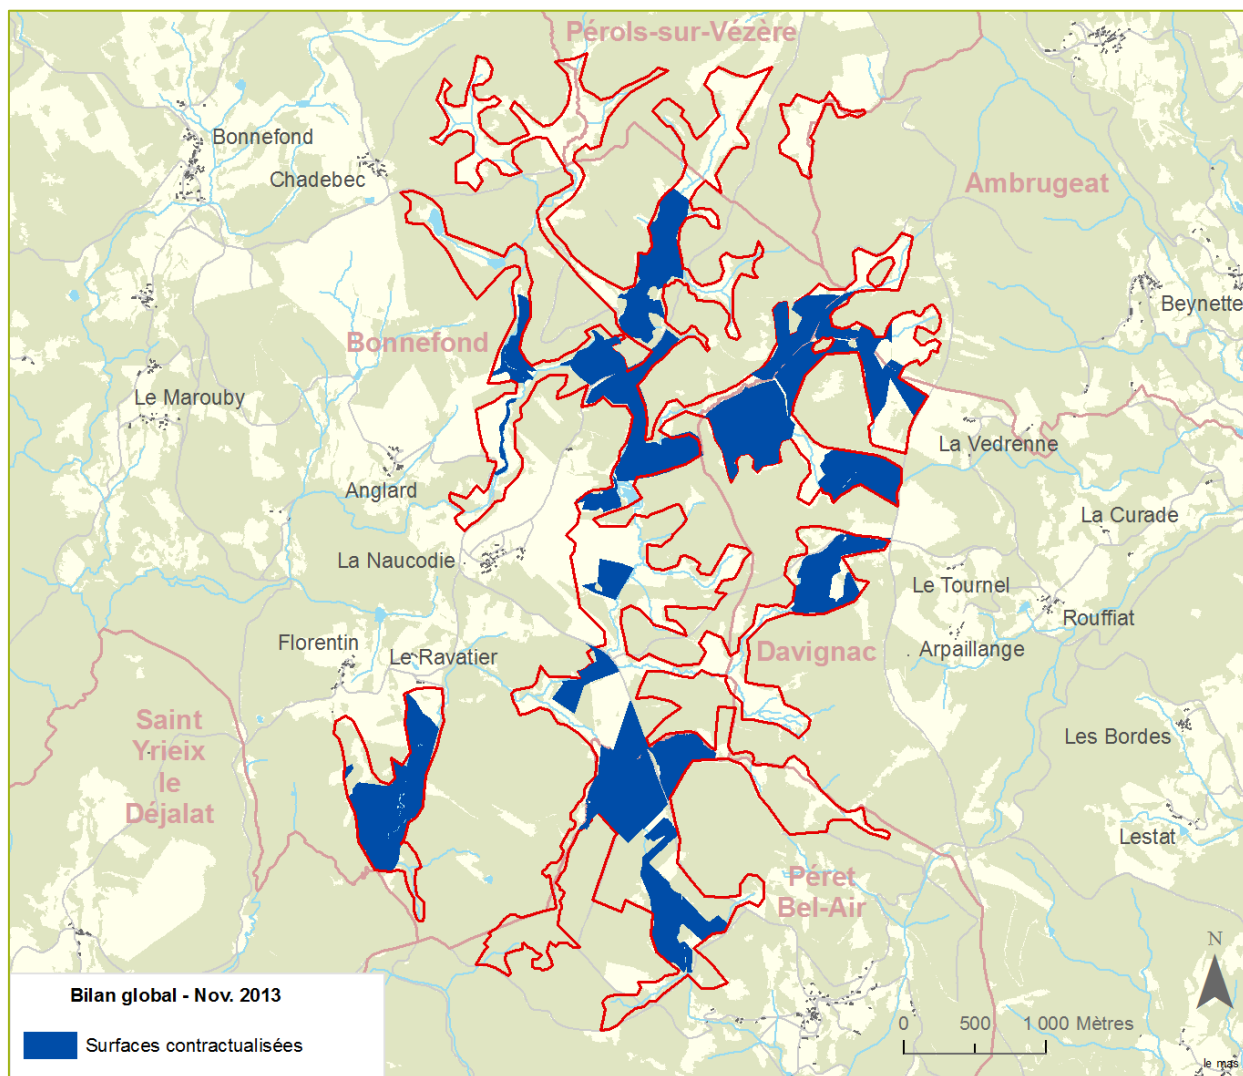 Pérols-sur-Vézère
Bonnefond
Chadebec
Ambrugeat
Beynette
Bonnefond
Le Marouby
La Vedrenne
Anglard
La Curade
La Naucodie
Le Tournel
Rouffiat
Florentin
Le Ravatier
Davignac
Arpaillange
Saint
Yrieix
le
Déjalat
Les Bordes
Lestat
Péret
Bel-Air
N
Bilan global - Nov. 2013
Surfaces contractualisées
0 500 1 000 Mètres
le mas